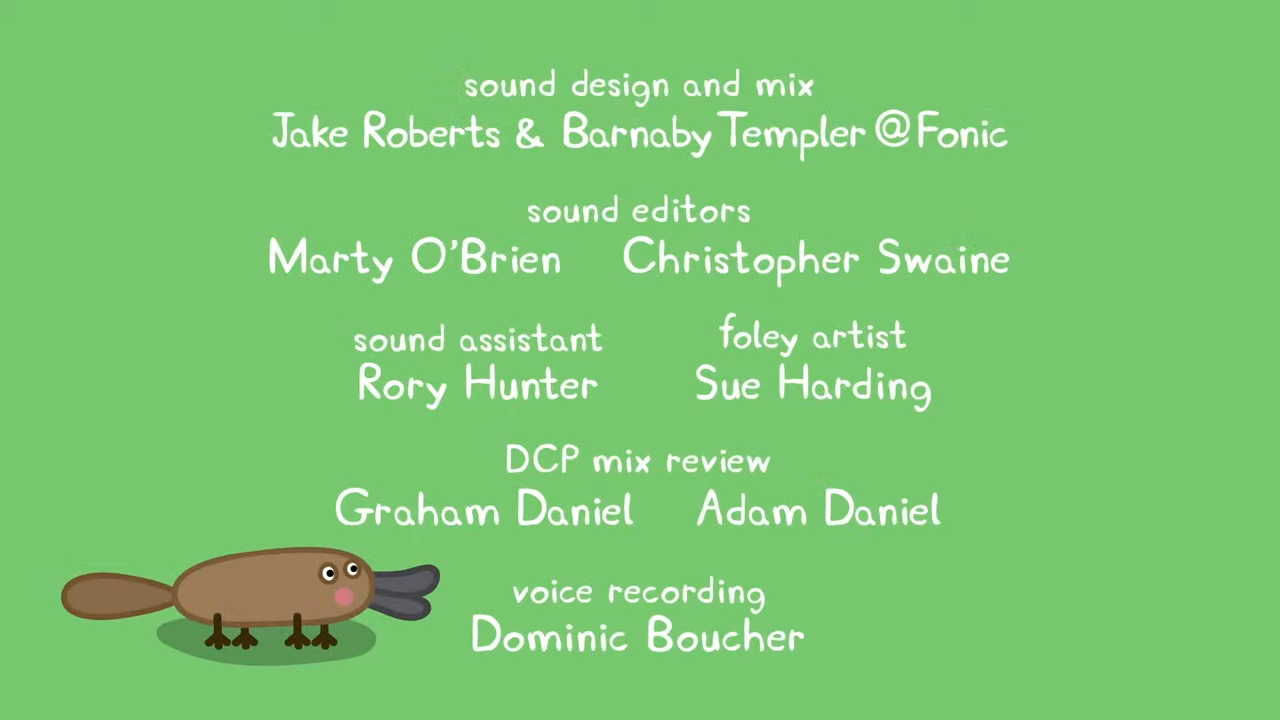 sound design and mix
Jake Roberts & Barnaby Templer @ Fonic
sound editors
Marty O'Brien Christopher Swaine
sound assistant foley artist
Rory Hunter Sue Harding
DCP mix review
Graham Daniel Adam Daniel
voice recording
Dominic Boucher